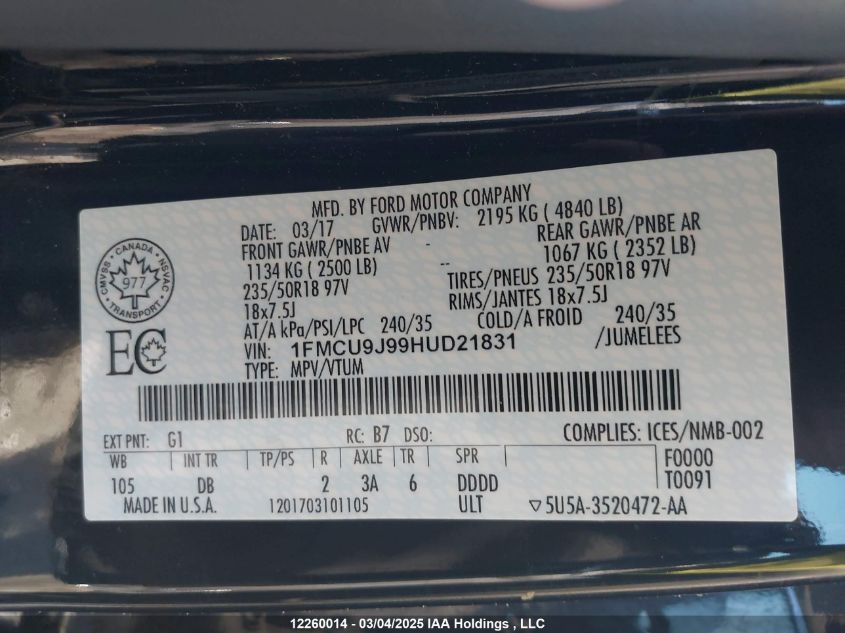 MFD. BY FORD MOTOR COMPANY
DATE: 03/17 GVWR/PNBV: 2195 KG ( 4840 LB)
FRONT GAWR/PNBE AV - REAR GAWR/PNBE AR
1134 KG ( 2500 LB) -- 1067 KG ( 2352 LB)
235/50R18 97V TIRES/PNEUS 235/50R18 97V
18x7.5J RIMS/JANTES 18x7.5J
AT/A kPa/PSI/LPC 240/35 COLD/A FROID 240/35
VIN: 1FMCU9J99HUD21831 /JUMELEES
TYPE: MPV/VTUM
CANADA
CMVSS 977 NSVAC
TRANSPORT
EC
EXT PNT: G1 RC: B7 DSO: COMPLIES: ICES/NMB-002
WB INT TR TP/PS R AXLE TR SPR F0000
105 DB 2 3A 6 DDDD T0091
MADE IN U.S.A. 1201703101105 ULT ▽5U5A-3520472-AA
12260014 - 03/04/2025 IAA Holdings , LLC